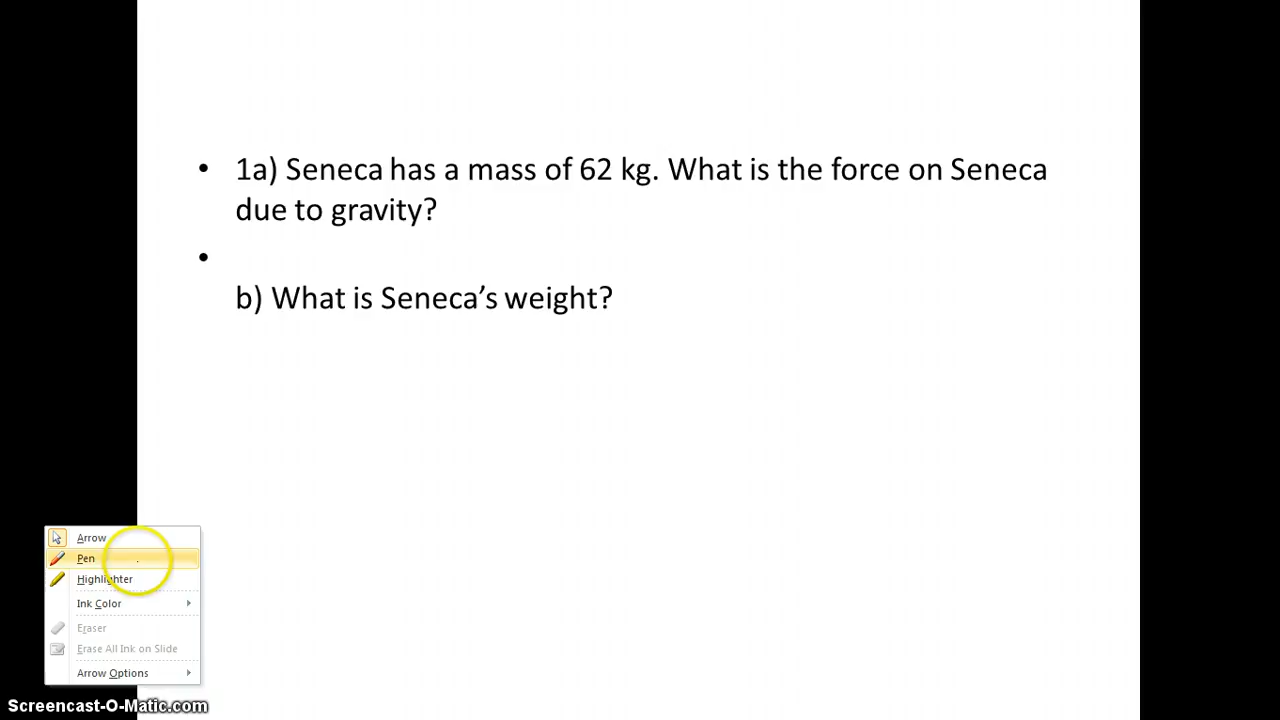 • 1a) Seneca has a mass of 62 kg. What is the force on Seneca
due to gravity?
•
b) What is Seneca’s weight?
Arrow
Pen
Highlighter
Ink Color
Eraser
Erase All Ink on Slide
Arrow Options
Screencast-O-Matic.com